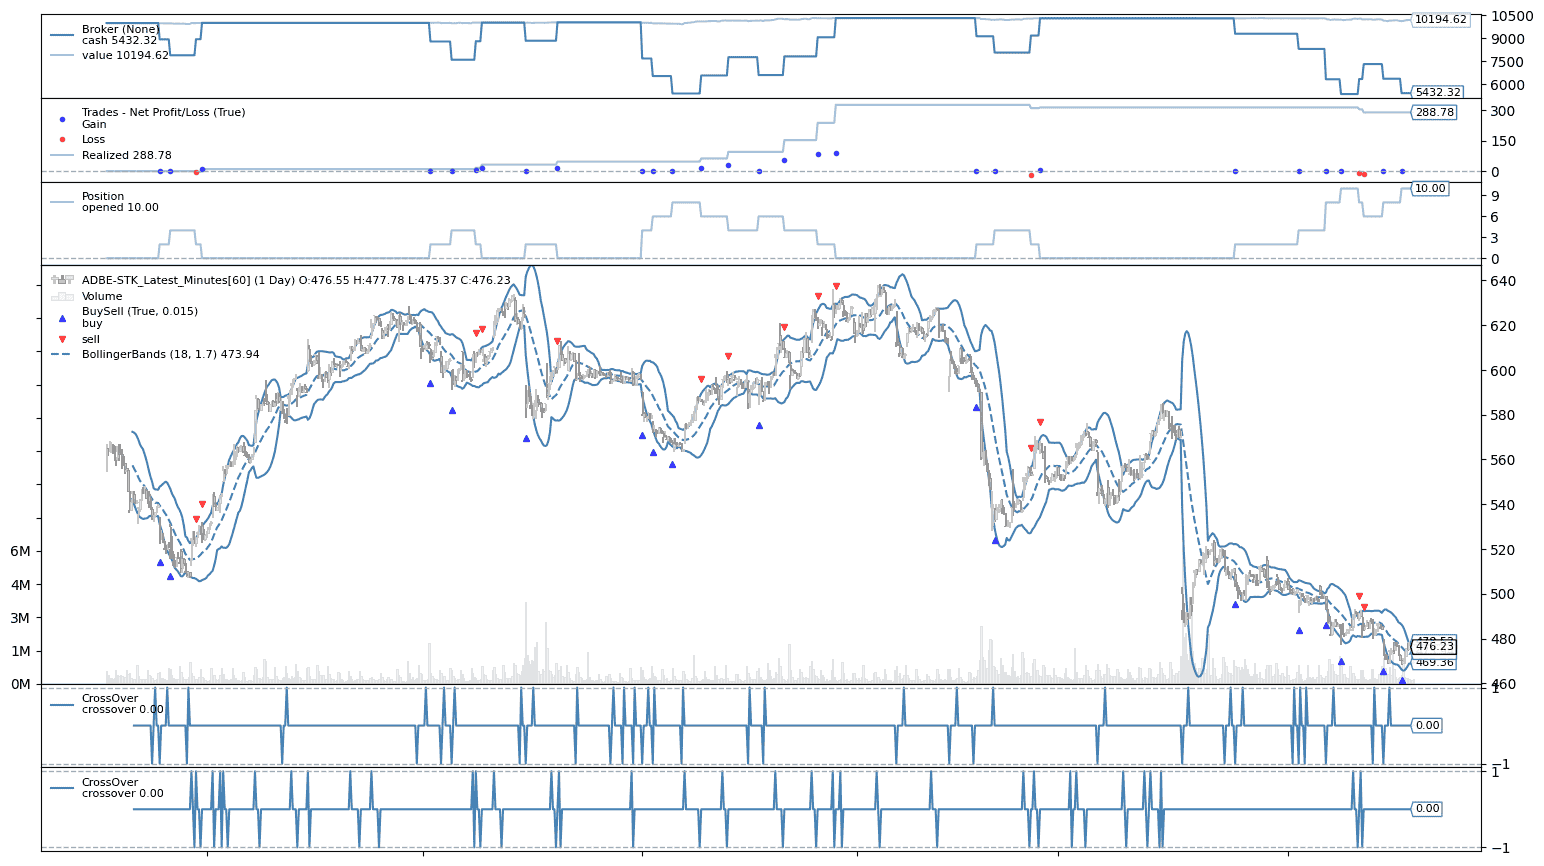 Broker (None)
cash 5432.32
value 10194.62
10194.62
5432.32
10500
9000
7500
6000
Trades - Net Profit/Loss (True)
Gain
Loss
Realized 288.78
288.78
300
150
0
Position
opened 10.00
10.00
9
6
3
0
ADBE-STK_Latest_Minutes[60] (1 Day) O:476.55 H:477.78 L:475.37 C:476.23
Volume
BuySell (True, 0.015)
buy
sell
BollingerBands (18, 1.7) 473.94
640
620
600
580
560
540
520
500
480
460
476.23
469.36
6M
4M
3M
1M
0M
CrossOver
crossover 0.00
0.00
1
−1
CrossOver
crossover 0.00
0.00
1
−1